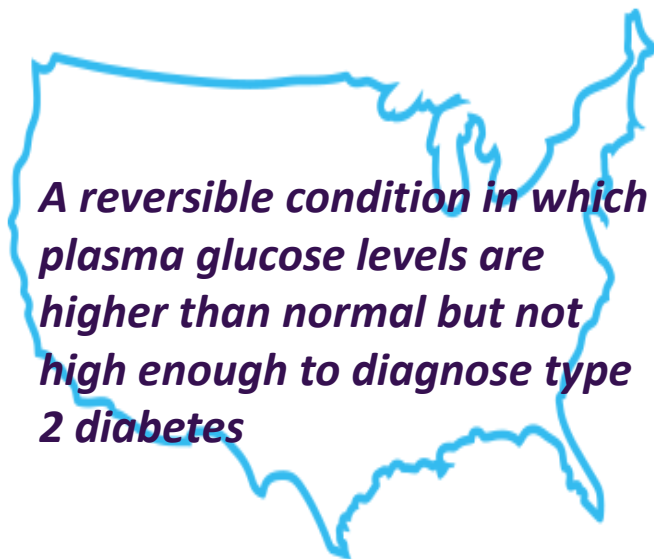 A reversible condition in which
plasma glucose levels are
higher than normal but not
high enough to diagnose type
2 diabetes